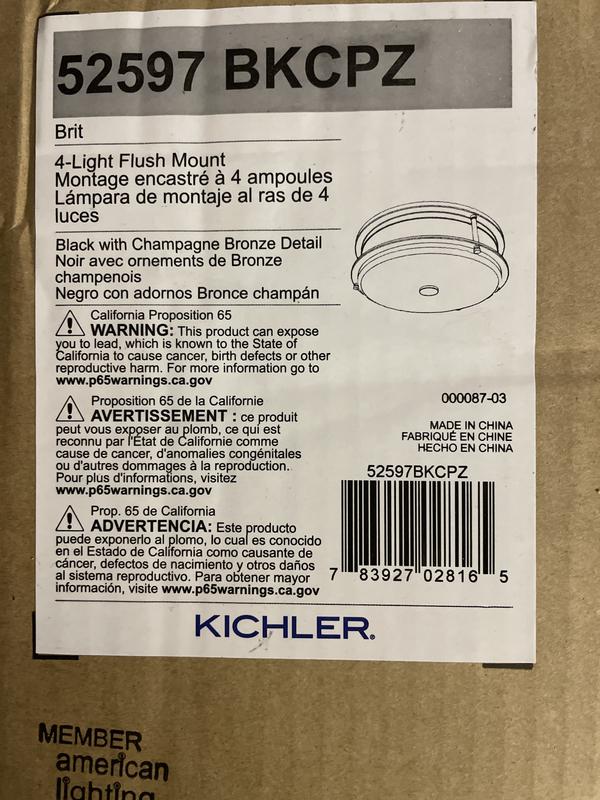 52597 BKCPZ
Brit
4-Light Flush Mount
Montage encastré à 4 ampoules
Lámpara de montaje al ras de 4
luces
Black with Champagne Bronze Detail
Noir avec ornements de Bronze
champenois
Negro con adornos Bronce champán
California Proposition 65
WARNING: This product can expose
you to lead, which is known to the State of
California to cause cancer, birth defects or other
reproductive harm. For more information go to
www.p65warnings.ca.gov
Proposition 65 de la Californie
AVERTISSEMENT : ce produit
peut vous exposer au plomb, ce qui est
reconnu par l'État de Californie comme
cause de cancer, d'anomalies congénitales
ou d'autres dommages à la reproduction.
Pour plus d'informations, visitez
www.p65warnings.ca.gov
Prop. 65 de California
ADVERTENCIA: Este producto
puede exponerlo al plomo, lo cual es conocido
en el Estado de California como causante de
cáncer, defectos de nacimiento y otros daños
al sistema reproductivo. Para obtener mayor
información, visite www.p65warnings.ca.gov
000087-03
MADE IN CHINA
FABRIQUÉ EN CHINE
HECHO EN CHINA
52597BKCPZ
7 83927 02816 5
KICHLER®
MEMBER
american
lighting